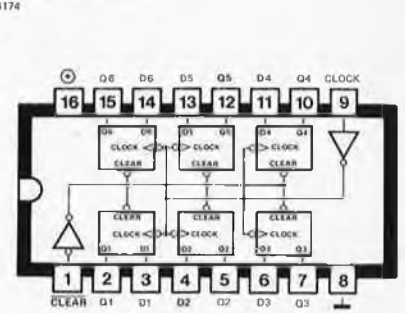 4174
Q6 D6 D5 Q5 D4 Q4 CLOCK
16 15 14 13 12 11 10 9
Q6 D6 D5 Q5 D4 Q4
CLOCK CLOCK CLOCK
CLEAR CLEAR CLEAR
CLEAR CLEAR CLEAR
CLOCK CLOCK CLOCK
Q1 D1 D2 Q2 D3 Q3
1 2 3 4 5 6 7 8
CLEAR Q1 D1 D2 Q2 D3 Q3